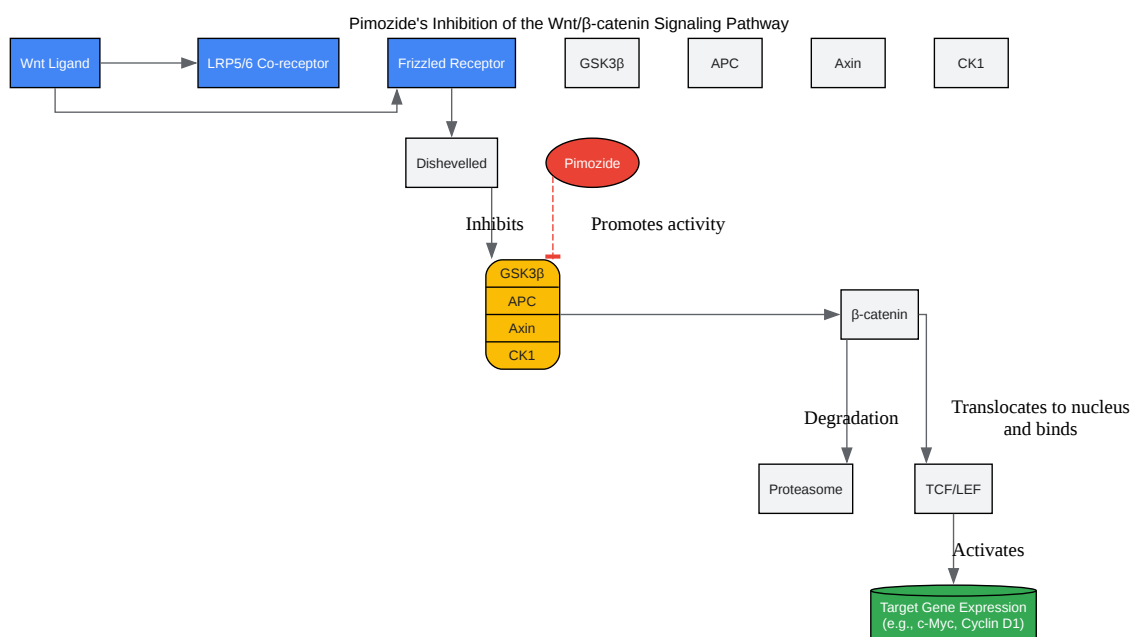 Pimozide's Inhibition of the Wnt/β-catenin Signaling Pathway
Wnt Ligand
LRP5/6 Co-receptor
Frizzled Receptor
GSK3β
APC
Axin
CK1
Dishevelled
Pimozide
Inhibits
Promotes activity
GSK3β
APC
Axin
CK1
β-catenin
Degradation
Translocates to nucleus
and binds
Proteasome
TCF/LEF
Activates
Target Gene Expression
(e.g., c-Myc, Cyclin D1)